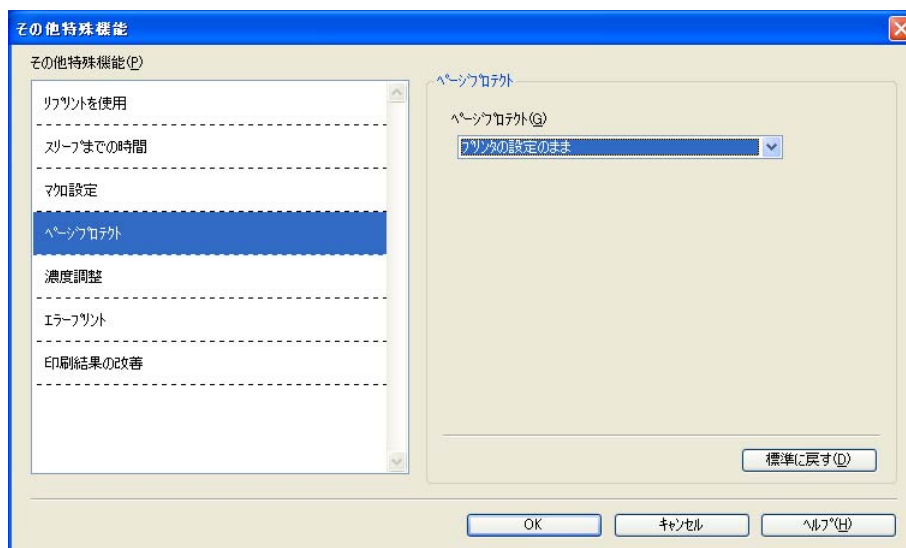 その他特殊機能
その他特殊機能(P)
リプリントを使用
スリープまでの時間
マクロ設定
ページプロテクト
濃度調整
エラープリント
印刷結果の改善
ページプロテクト
ページプロテクト(G)
プリンタの設定のまま
標準に戻す(D)
OK
キャンセル
ヘルプ(H)